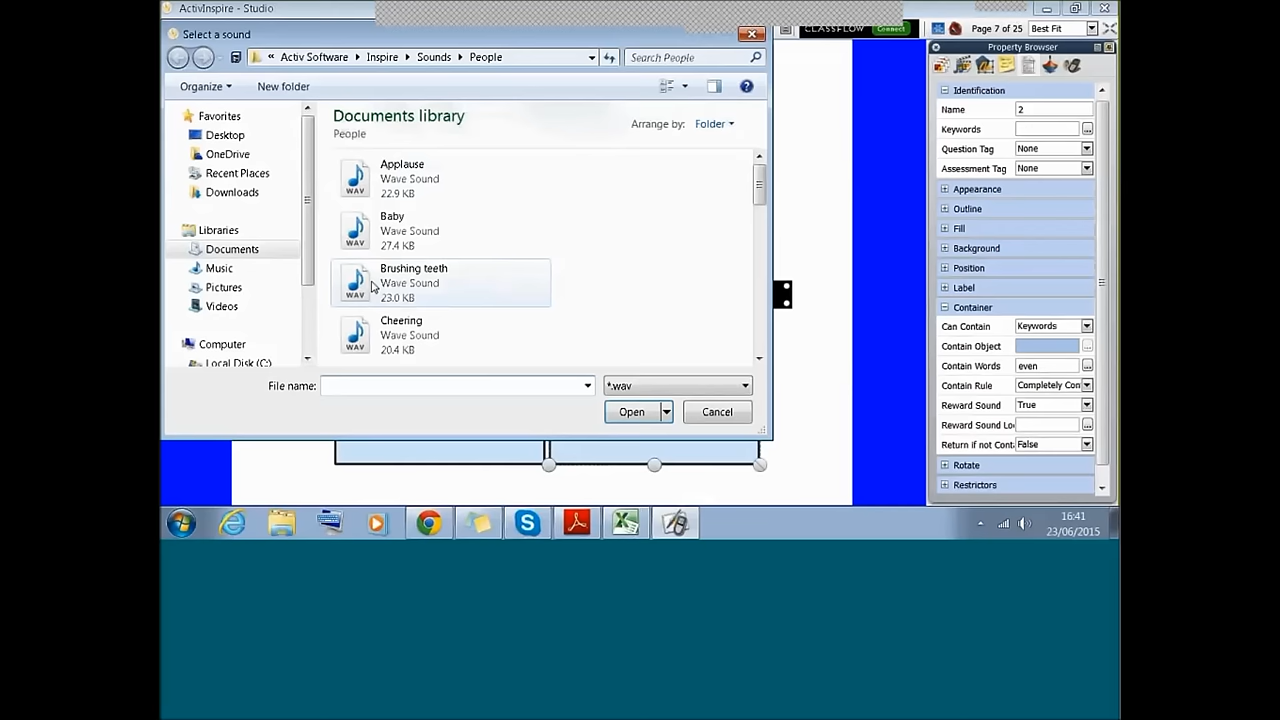 ActivInspire - Studio
CLASSFLOW Connect
Page 7 of 25 Best Fit
Select a sound
Activ Software Inspire Sounds People
Search People
Organize New folder
Favorites
Desktop
OneDrive
Recent Places
Downloads
Libraries
Documents
Music
Pictures
Videos
Computer
Local Disk (C:)
Documents library
People
Arrange by: Folder
Applause
Wave Sound
22.9 KB
Baby
Wave Sound
27.4 KB
Brushing teeth
Wave Sound
23.0 KB
Cheering
Wave Sound
20.4 KB
WAV
WAV
WAV
WAV
File name:
*.wav
Open Cancel
Property Browser
Identification
Name 2
Keywords
Question Tag None
Assessment Tag None
Appearance
Outline
Fill
Background
Position
Label
Container
Can Contain Keywords
Contain Object
Contain Words even
Contain Rule Completely Con
Reward Sound True
Reward Sound Lo
Return if not Cont False
Rotate
Restrictors
16:41
23/06/2015